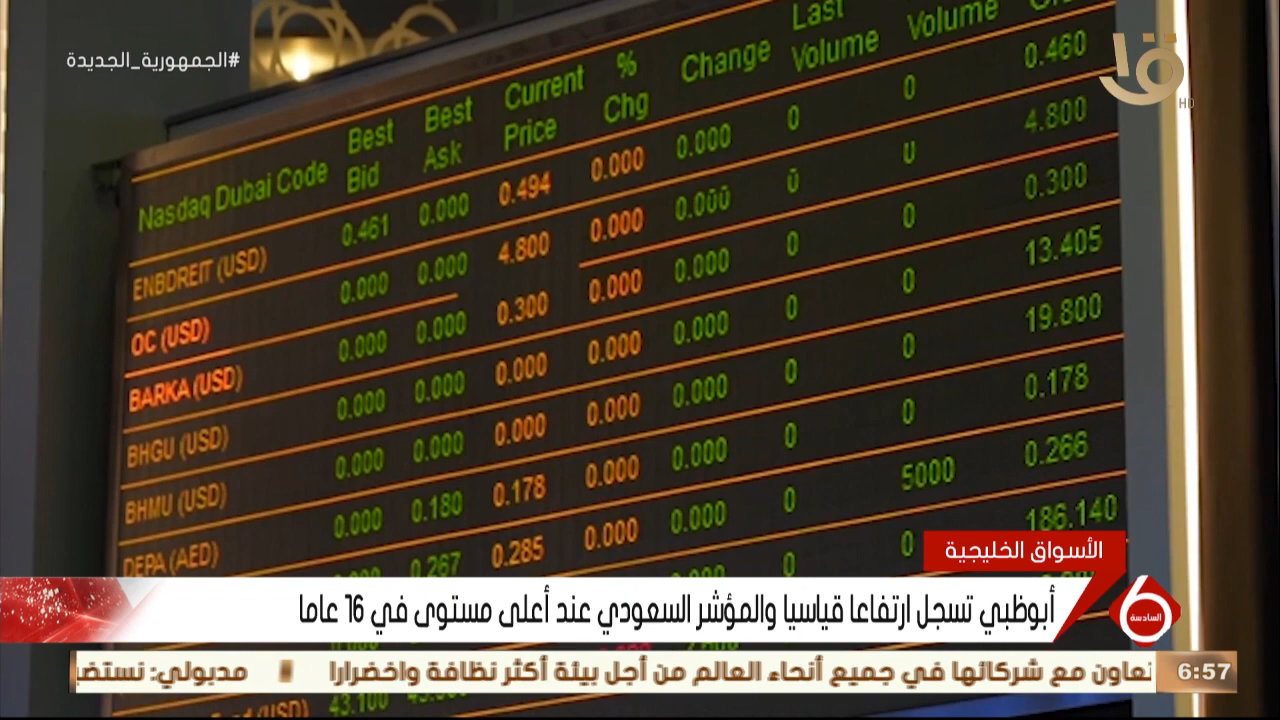 #الجمهورية_الجديدة
HD
Nasdaq Dubai Code Best Bid Best Ask Current Price % Chg Change Last Volume Volume
ENBDREIT (USD) 0.461 0.000 0.494 0.000 0.000 0 0 0.460
OC (USD) 0.000 0.000 4.800 0.000 0.000 0 0 4.800
BARKA (USD) 0.000 0.000 0.300 0.000 0.000 0 0 0.300
BHGU (USD) 0.000 0.000 0.000 0.000 0.000 0 0 13.405
BHMU (USD) 0.000 0.000 0.000 0.000 0.000 0 0 19.800
DEPA (AED) 0.000 0.180 0.178 0.000 0.000 0 0 0.178
0.267 0.285 0.000 0.000 0 5000 0.266
0 0 186.140
43.100
الأسواق الخليجية
أبوظبي تسجل ارتفاعا قياسيا والمؤشر السعودي عند أعلى مستوى في 16 عاما
السادسة
6:57 تعاون مع شركائها في جميع أنحاء العالم من أجل بيئة أكثر نظافة واخضرارا مدبولي: